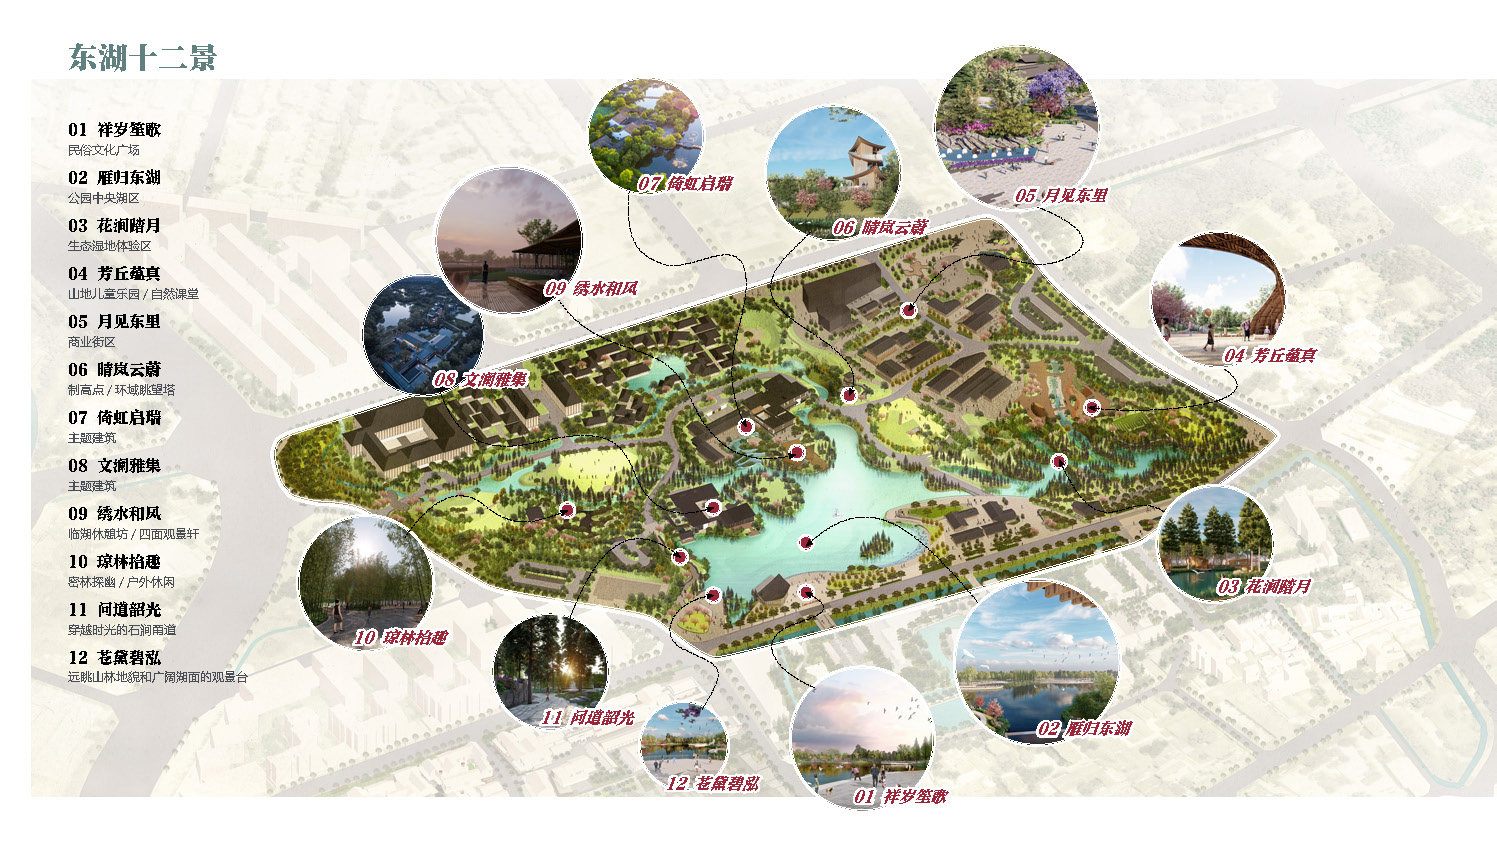 东湖十二景
01 祥岁笙歌
民俗文化广场
02 雁归东湖
公园中央湖区
03 花涧踏月
生态湿地体验区
04 芳丘蕴真
山地儿童乐园 / 自然课堂
05 月见东里
商业街区
06 晴岚云蔚
制高点 / 环域眺望塔
07 倚虹启瑞
主题建筑
08 文澜雅集
主题建筑
09 绣水和风
临湖休憩坊 / 四面观景轩
10 琼林拾趣
密林探幽 / 户外休闲
11 问道韶光
穿越时光的石涧甬道
12 苍黛碧泓
远眺山林地貌和广阔湖面的观景台
07 倚虹启瑞
05 月见东里
06 晴岚云蔚
09 绣水和风
04 芳丘蕴真
08 文澜雅集
03 花涧踏月
10 琼林拾趣
11 问道韶光
02 雁归东湖
12 苍黛碧泓
01 祥岁笙歌